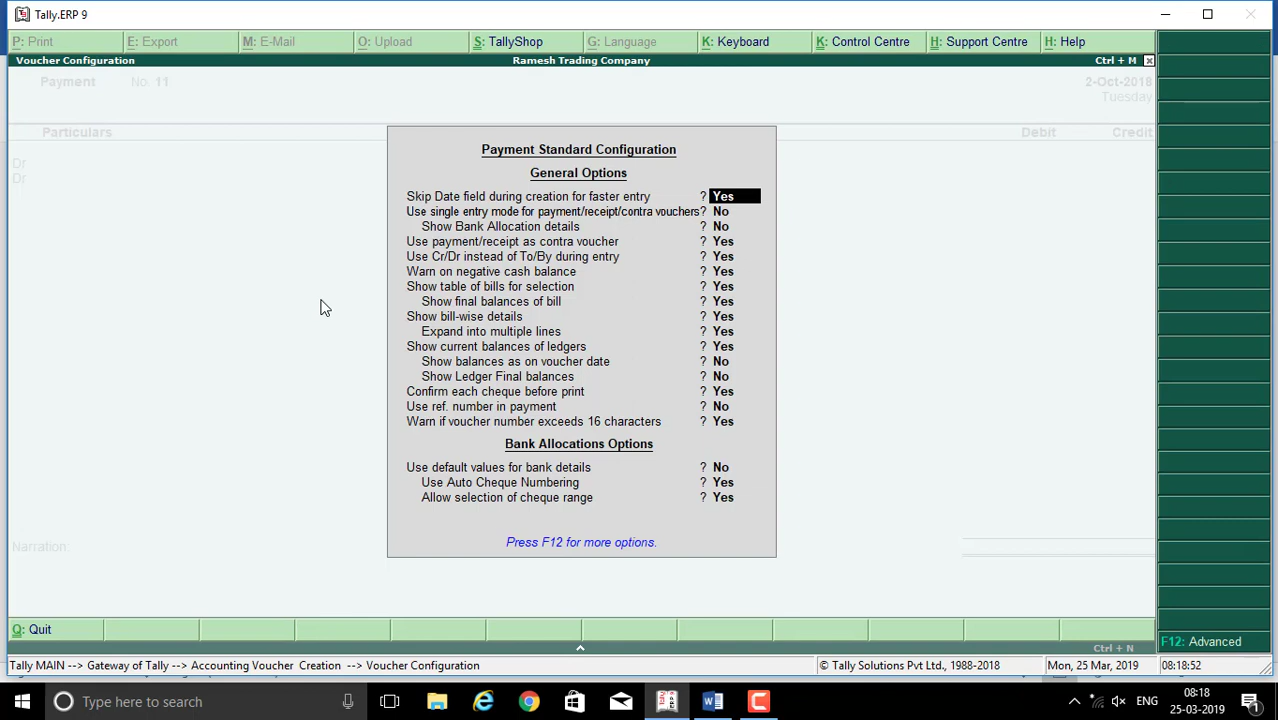 Tally.ERP 9
P: Print E: Export M: E-Mail O: Upload S: TallyShop G: Language K: Keyboard K: Control Centre H: Support Centre H: Help
Voucher Configuration Ramesh Trading Company Ctrl + M
Payment No. 11 2-Oct-2018
Tuesday
Particulars Debit Credit
Dr
Dr
Payment Standard Configuration
General Options
Skip Date field during creation for faster entry ? Yes
Use single entry mode for payment/receipt/contra vouchers? No
Show Bank Allocation details ? No
Use payment/receipt as contra voucher ? Yes
Use Cr/Dr instead of To/By during entry ? Yes
Warn on negative cash balance ? Yes
Show table of bills for selection ? Yes
Show final balances of bill ? Yes
Show bill-wise details ? Yes
Expand into multiple lines ? Yes
Show current balances of ledgers ? Yes
Show balances as on voucher date ? No
Show Ledger Final balances ? No
Confirm each cheque before print ? Yes
Use ref. number in payment ? No
Warn if voucher number exceeds 16 characters ? Yes
Bank Allocations Options
Use default values for bank details ? No
Use Auto Cheque Numbering ? Yes
Allow selection of cheque range ? Yes
Press F12 for more options.
Narration:
Q: Quit
F12: Advanced
Ctrl + N
Tally MAIN --> Gateway of Tally --> Accounting Voucher Creation --> Voucher Configuration © Tally Solutions Pvt Ltd., 1988-2018 Mon, 25 Mar, 2019 08:18:52
Type here to search ENG 08:18
25-03-2019